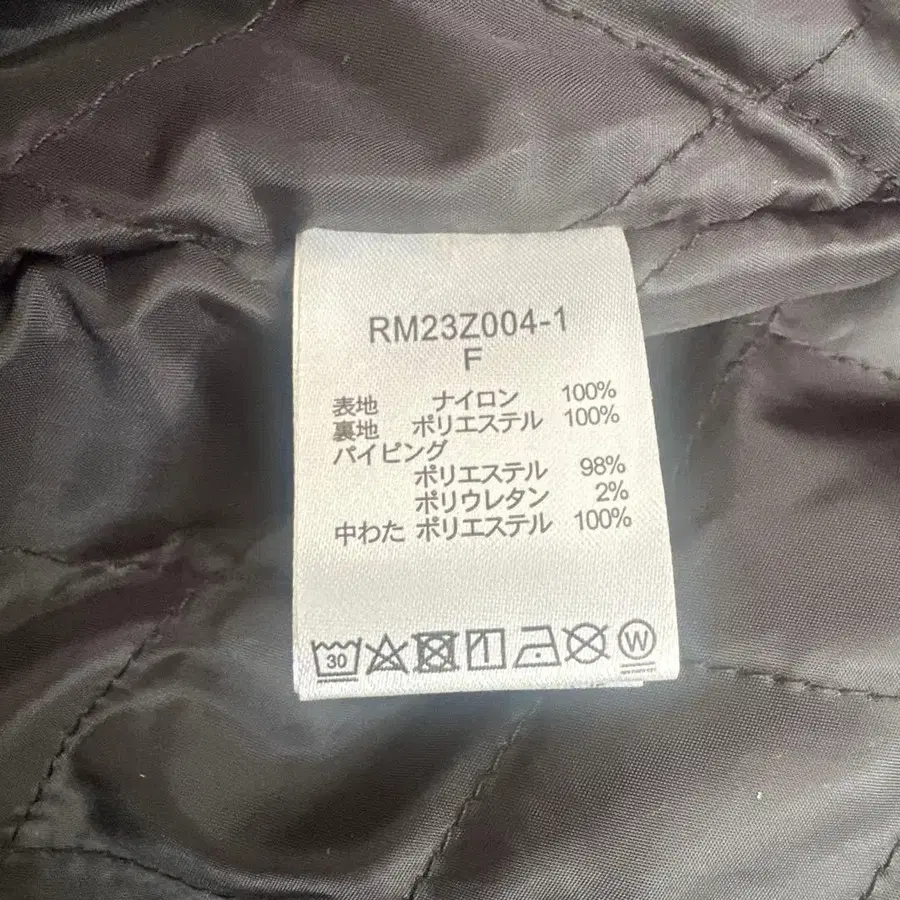 RM23Z004-1
F
表地 ナイロン 100%
裏地 ポリエステル 100%
パイピング
ポリエステル 98%
ポリウレタン 2%
中わた ポリエステル 100%
30 W